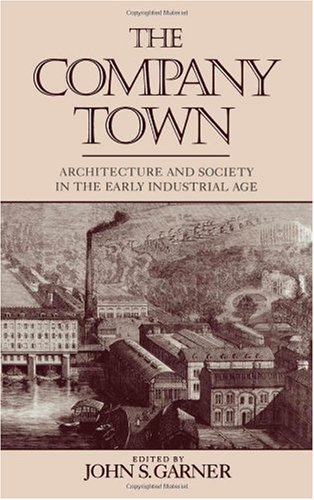 THE
COMPANY
TOWN
ARCHITECTURE AND SOCIETY
IN THE EARLY INDUSTRIAL AGE
EDITED BY
JOHN S. GARNER